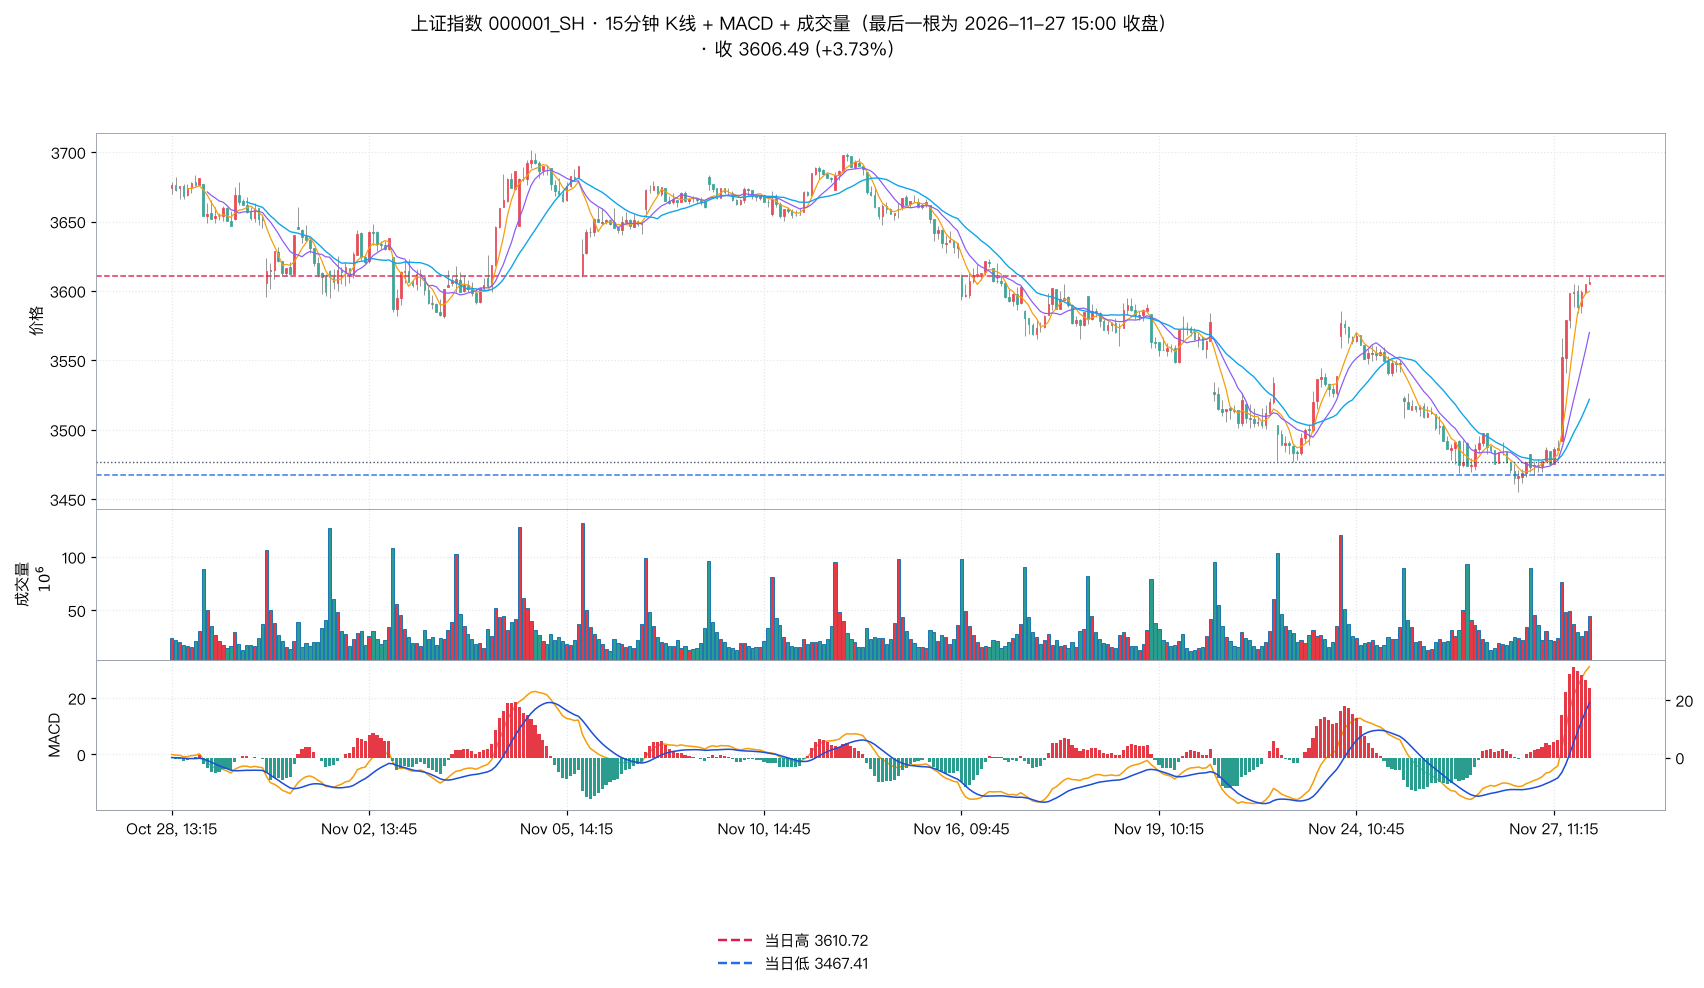 上证指数 000001_SH · 15分钟 K线 + MACD + 成交量（最后一根为 2026-11-27 15:00 收盘）
· 收 3606.49 (+3.73%)
价格
3700
3650
3600
3550
3500
3450
成交量
10⁶
100
50
MACD
20
0
20
0
Oct 28, 13:15
Nov 02, 13:45
Nov 05, 14:15
Nov 10, 14:45
Nov 16, 09:45
Nov 19, 10:15
Nov 24, 10:45
Nov 27, 11:15
当日高 3610.72
当日低 3467.41